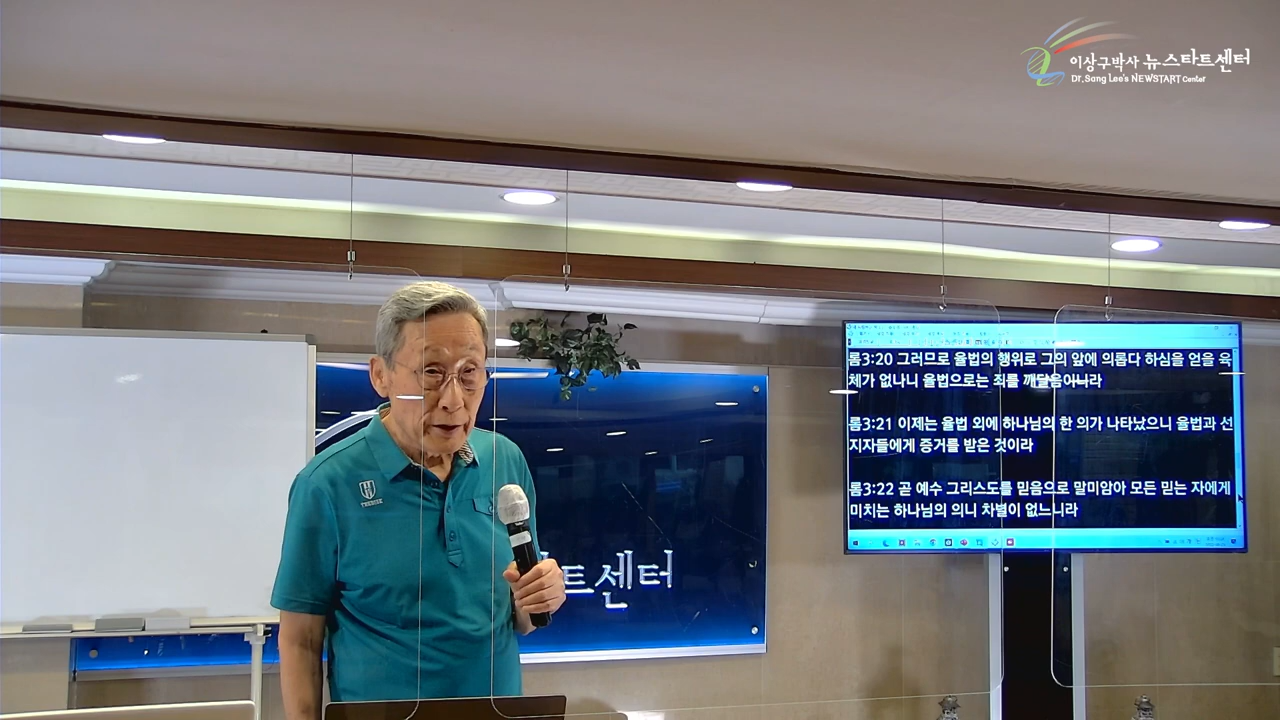 이상구박사 뉴스타트센터
Dr. Sang Lee's NEWSTART Center
롬3:20 그러므로 율법의 행위로 그의 앞에 의롭다 하심을 얻을 육
체가 없나니 율법으로는 죄를 깨달음이니라
롬3:21 이제는 율법 외에 하나님의 한 의가 나타났으니 율법과 선
지자들에게 증거를 받은 것이라
롬3:22 곧 예수 그리스도를 믿음으로 말미암아 모든 믿는 자에게
미치는 하나님의 의니 차별이 없느니라
트센터